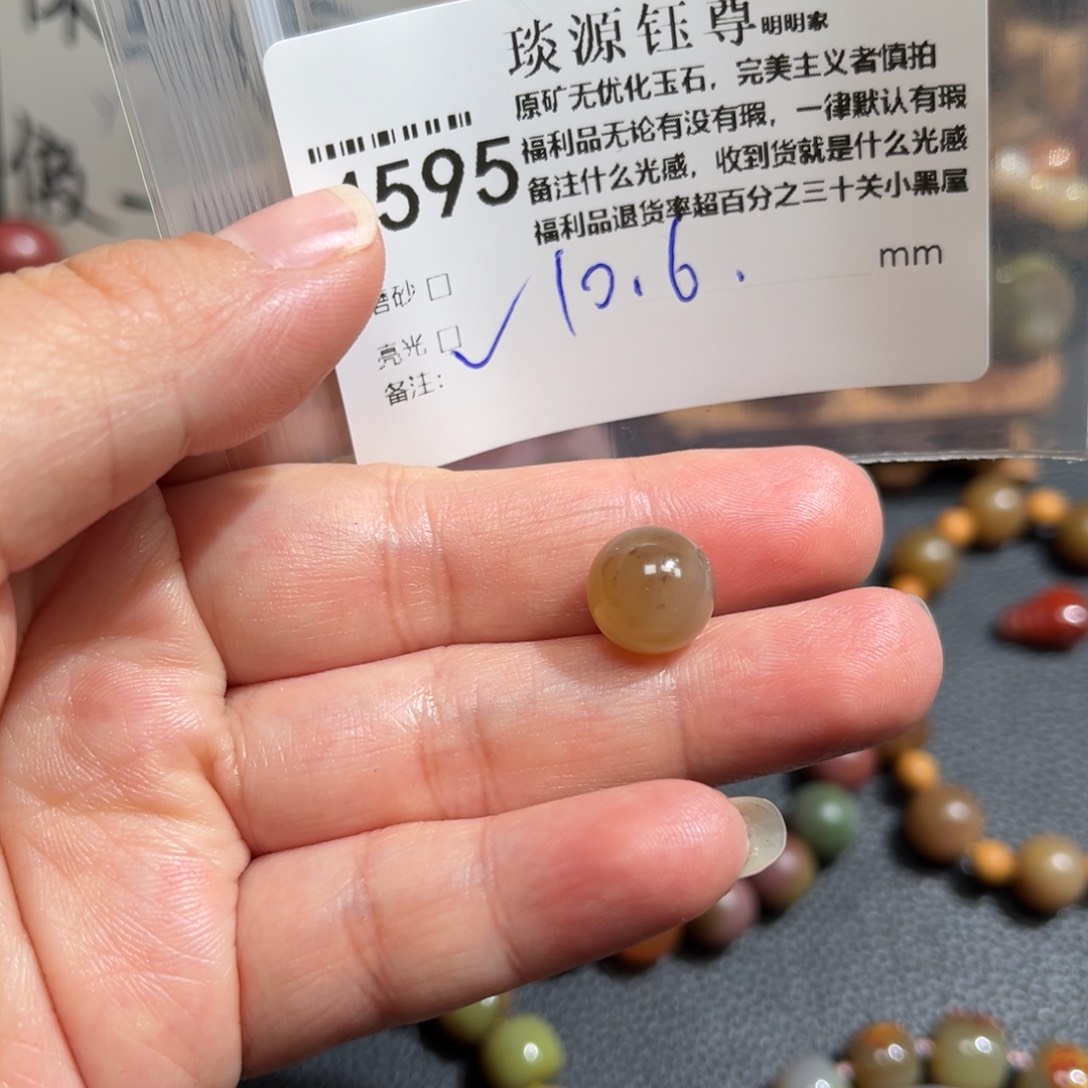 琰源钰尊明明家
原矿无优化玉石，完美主义者慎拍
福利品无论有没有瑕，一律默认有瑕
备注什么光感，收到货就是什么光感
福利品退货率超百分之三十关小黑屋
4595
磨砂 □
亮光 □ ✓
10.6. mm
备注：